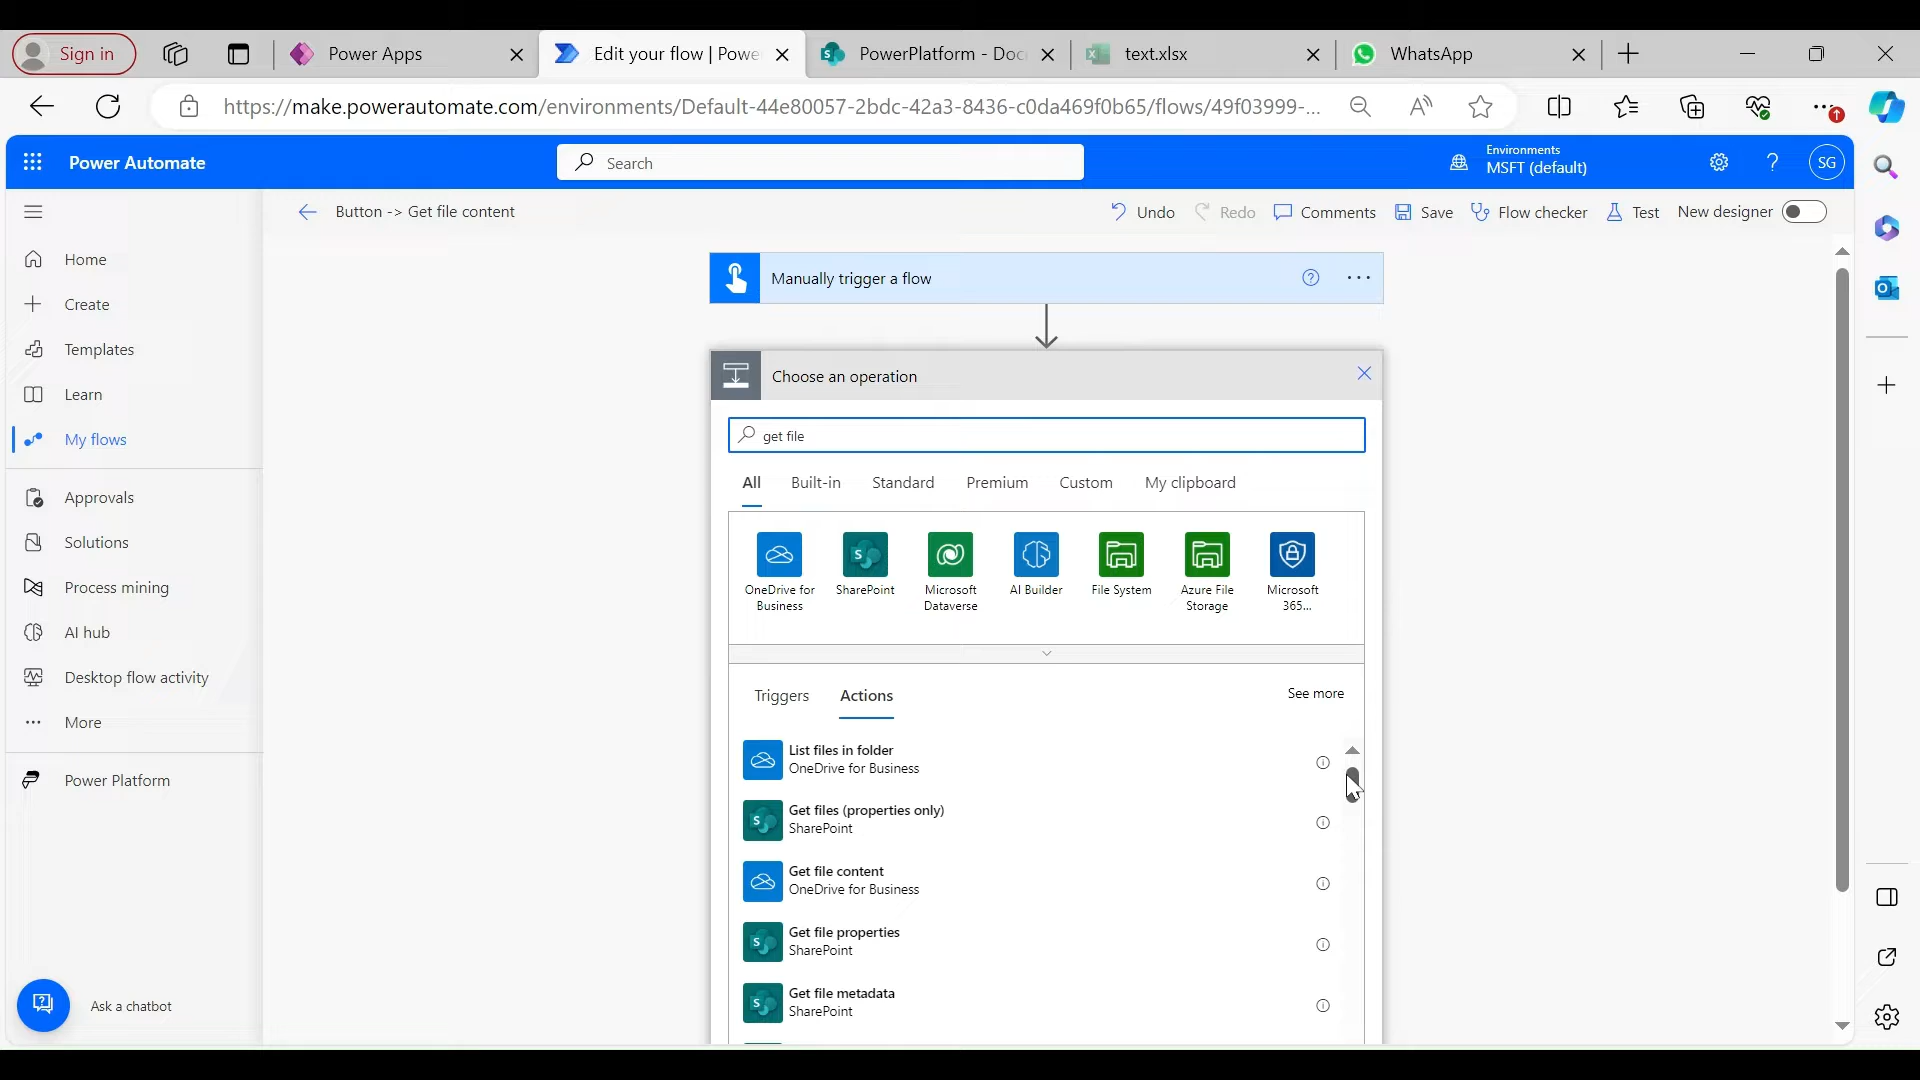 Sign in
Power Apps
Edit your flow | Powe
PowerPlatform - Doc
text.xlsx
WhatsApp
https://make.powerautomate.com/environments/Default-44e80057-2bdc-42a3-8436-c0da469f0b65/flows/49f03999-...
Power Automate
Search
Environments
MSFT (default)
SG
Button -> Get file content
Undo
Redo
Comments
Save
Flow checker
Test
New designer
Home
Create
Templates
Learn
My flows
Approvals
Solutions
Process mining
AI hub
Desktop flow activity
More
Power Platform
Ask a chatbot
Manually trigger a flow
Choose an operation
get file
All
Built-in
Standard
Premium
Custom
My clipboard
OneDrive for
Business
SharePoint
Microsoft
Dataverse
AI Builder
File System
Azure File
Storage
Microsoft
365...
Triggers
Actions
See more
List files in folder
OneDrive for Business
Get files (properties only)
SharePoint
Get file content
OneDrive for Business
Get file properties
SharePoint
Get file metadata
SharePoint